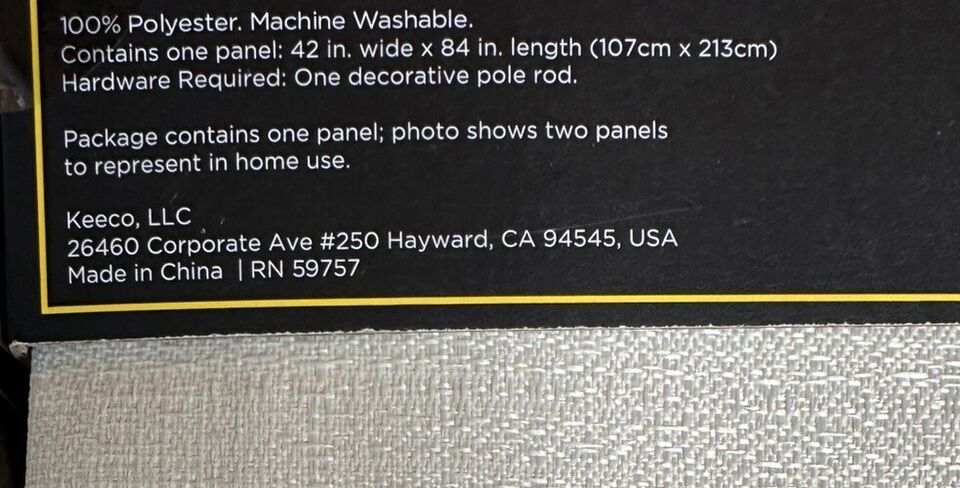 100% Polyester. Machine Washable.
Contains one panel: 42 in. wide x 84 in. length (107cm x 213cm)
Hardware Required: One decorative pole rod.
Package contains one panel; photo shows two panels
to represent in home use.
Keeco, LLC
26460 Corporate Ave #250 Hayward, CA 94545, USA
Made in China | RN 59757